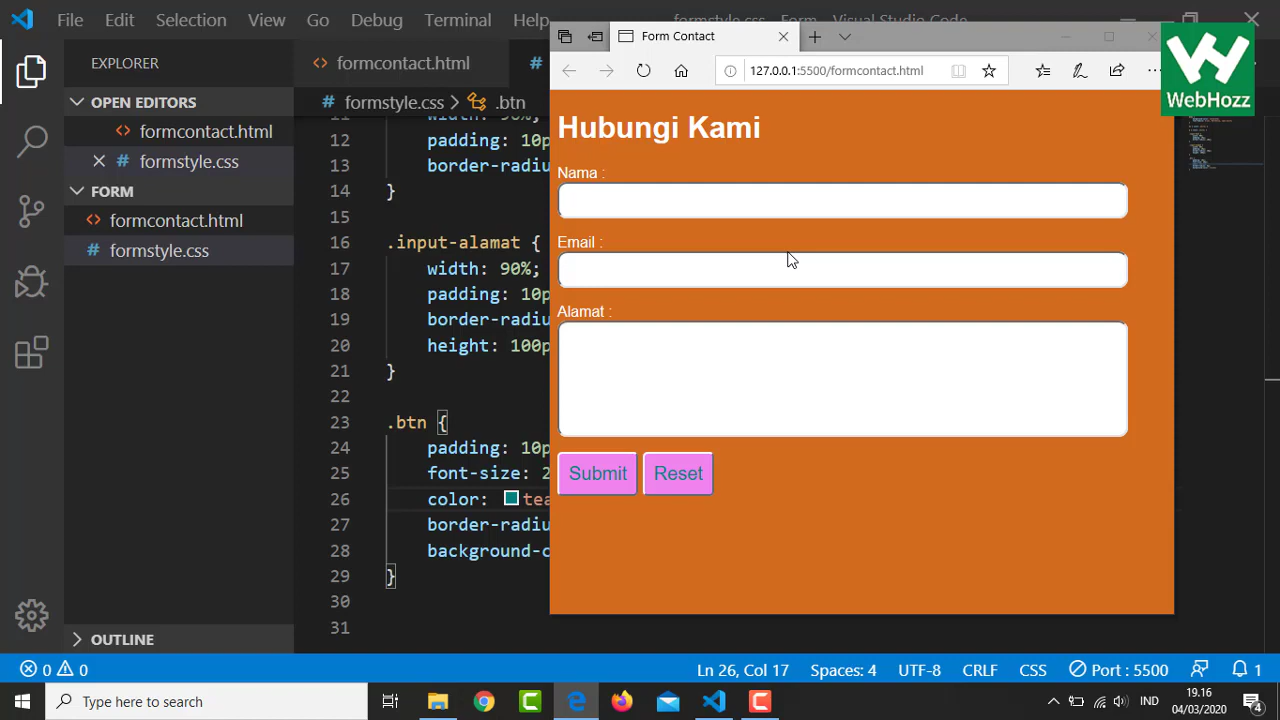 File Edit Selection View Go Debug Terminal Help
EXPLORER
OPEN EDITORS
formcontact.html
formstyle.css
FORM
formcontact.html
formstyle.css
OUTLINE
formcontact.html
formstyle.css > .btn
12 padding: 10p
13 border-radiu
14 }
15
16 .input-alamat {
17 width: 90%;
18 padding: 10p
19 border-radiu
20 height: 100p
21 }
22
23 .btn {
24 padding: 10p
25 font-size: 2
26 color: tea
27 border-radiu
28 background-c
29 }
30
31
Form Contact
127.0.0.1:5500/formcontact.html
WebHozz
Hubungi Kami
Nama :
Email :
Alamat :
Submit Reset
0 0 Ln 26, Col 17 Spaces: 4 UTF-8 CRLF CSS Port : 5500 1
Type here to search
IND
19.16
04/03/2020
4